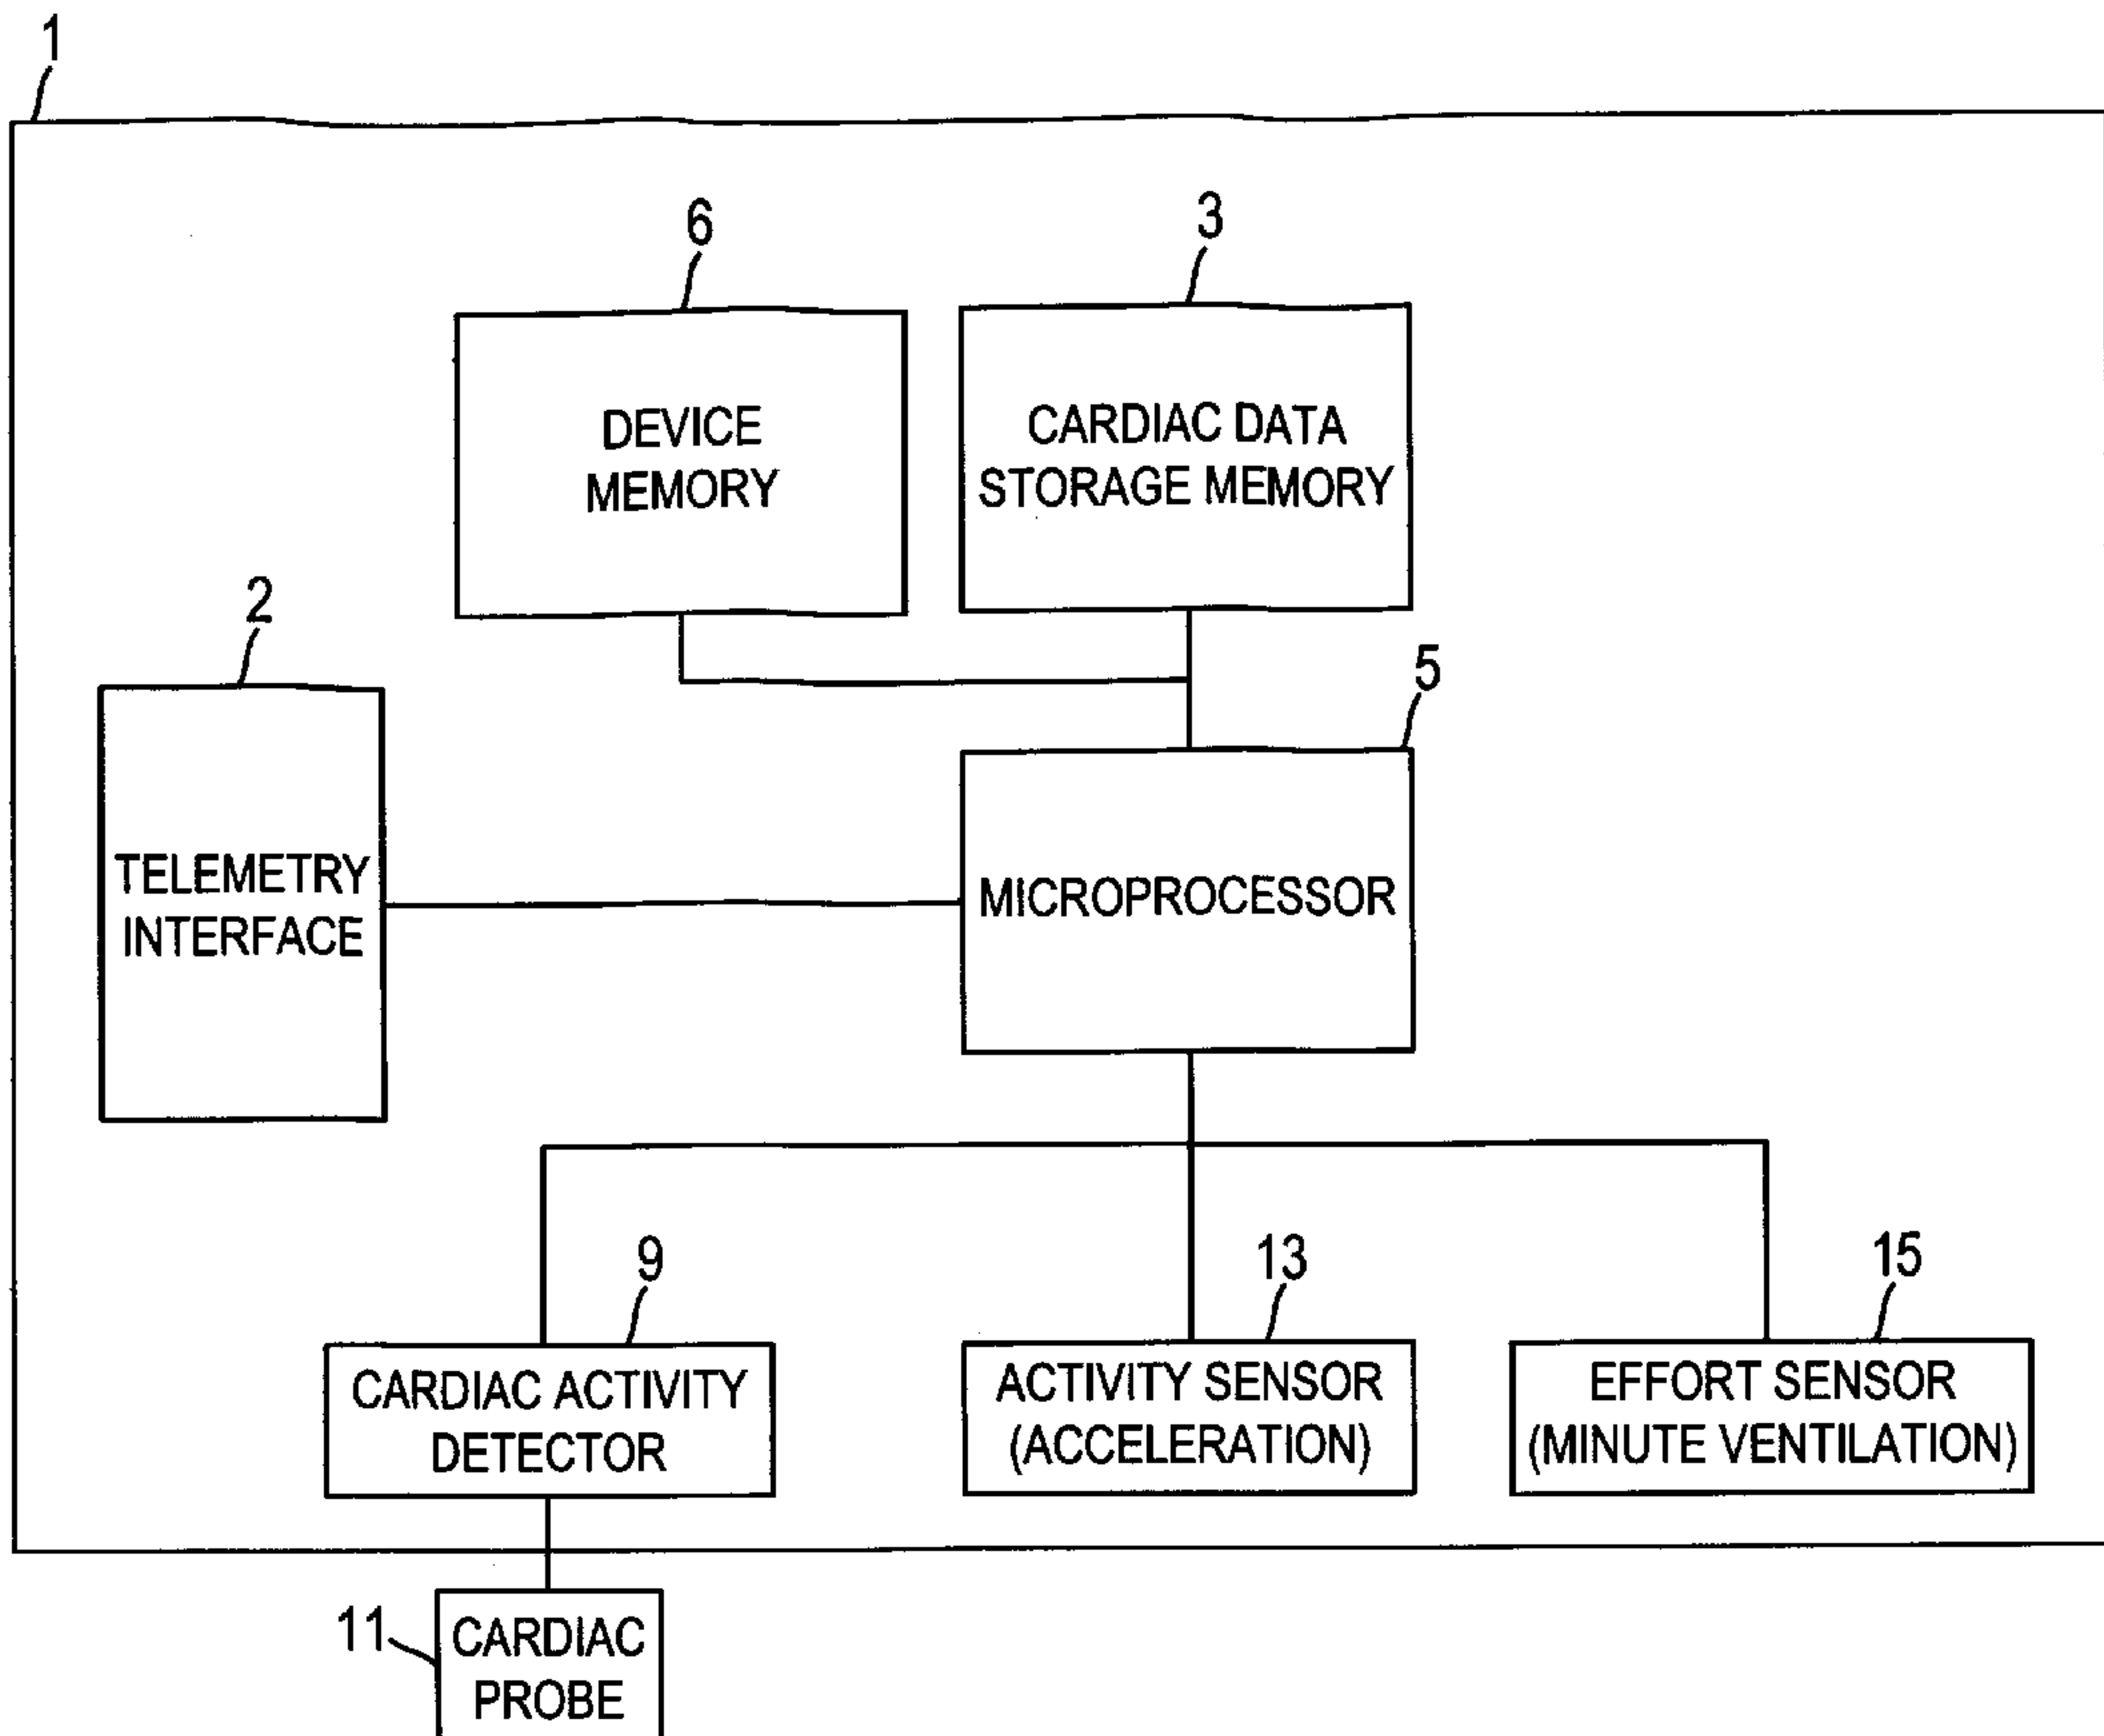 1
6
3
DEVICE
MEMORY
CARDIAC DATA
STORAGE MEMORY
2
5
TELEMETRY
INTERFACE
MICROPROCESSOR
9
13
15
CARDIAC ACTIVITY
DETECTOR
ACTIVITY SENSOR
(ACCELERATION)
EFFORT SENSOR
(MINUTE VENTILATION)
11
CARDIAC
PROBE